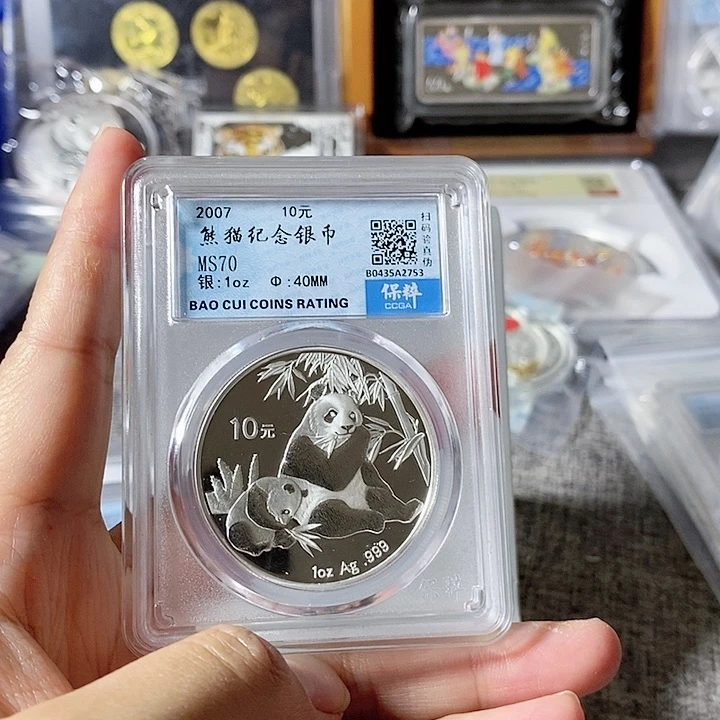 2007 10元
熊猫纪念银币
MS70
银:1oz Φ:40MM
BAO CUI COINS RATING
扫码验真伪
B0435A2753
保粹
CCGA
10元
1oz Ag .999